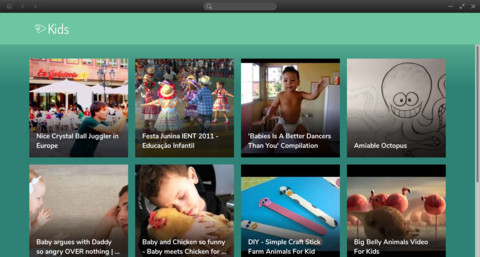 Kids
Nice Crystal Ball Juggler in
Europe
Festa Junina IENT 2011 -
Educação Infantil
'Babies Is A Better Dancers
Than You' Compilation
Amiable Octopus
Baby argues with Daddy
so angry OVER nothing | ...
Baby and Chicken so funny
- Baby meets Chicken for ...
DIY - Simple Craft Stick
Farm Animals For Kid
Big Belly Animals Video
For Kids